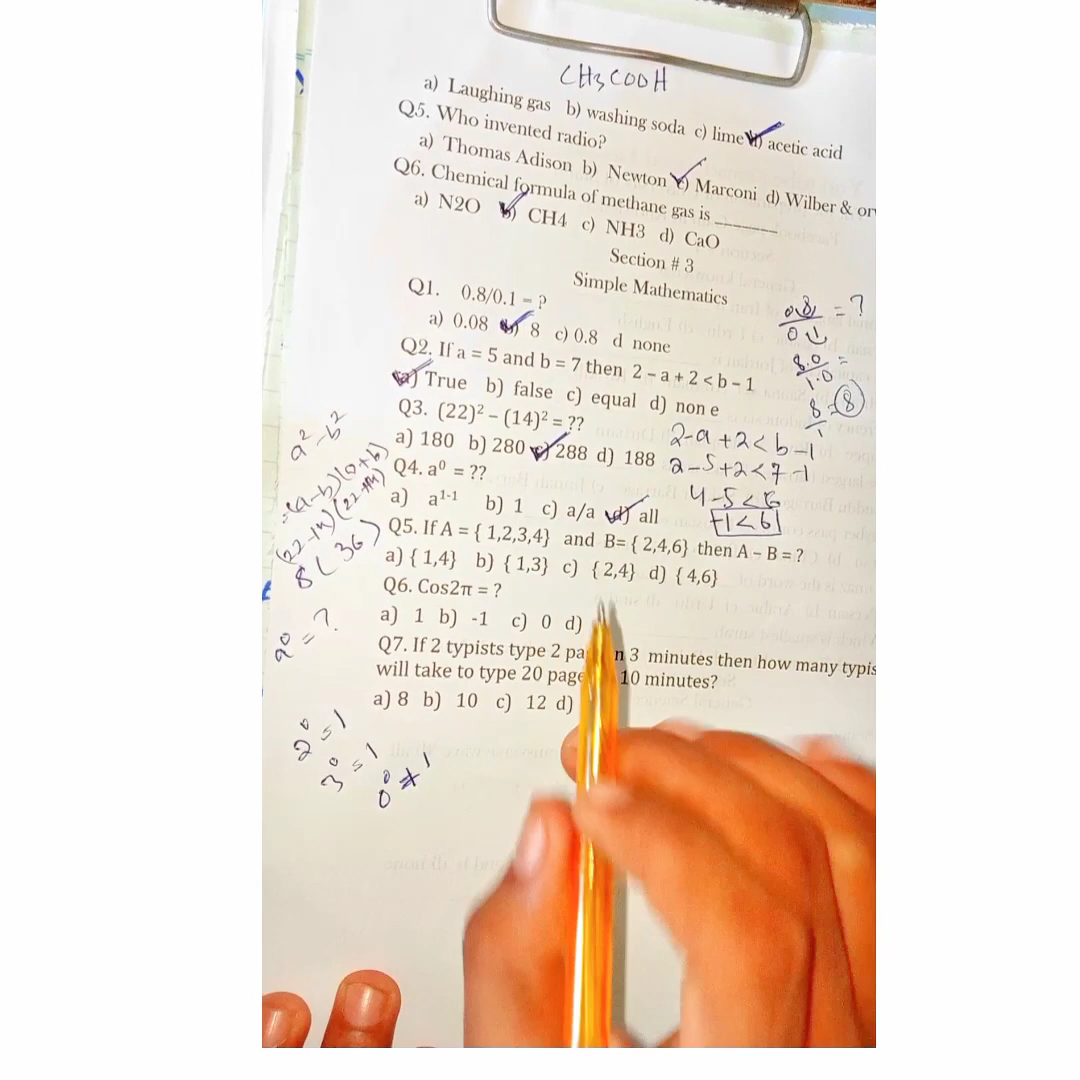 CH3COOH
a) Laughing gas b) washing soda c) lime d) acetic acid
Q5. Who invented radio?
a) Thomas Adison b) Newton c) Marconi d) Wilber & or
Q6. Chemical formula of methane gas is ________
a) N2O b) CH4 c) NH3 d) CaO
Section # 3
Simple Mathematics
Q1. 0.8/0.1 = ?
a) 0.08 b) 8 c) 0.8 d none
Q2. If a = 5 and b = 7 then 2 – a + 2 < b – 1
(a) True b) false c) equal d) non e
Q3. (22)² – (14)² = ??
a) 180 b) 280 c) 288 d) 188
Q4. a⁰ = ??
a) a¹⁻¹ b) 1 c) a/a d) all
Q5. If A = { 1,2,3,4} and B= { 2,4,6} then A – B = ?
a) { 1,4} b) { 1,3} c) { 2,4} d) { 4,6}
Q6. Cos2π = ?
a) 1 b) -1 c) 0 d)
Q7. If 2 typists type 2 pa n 3 minutes then how many typis
will take to type 20 page 10 minutes?
a) 8 b) 10 c) 12 d)
0.8 = ?
0.1
8.0 =
1.0
8 = 8
1
2-a+2<b-1
2-5+2<7-1
4-5<6
-1<6
a²-b²
=(a-b)(a+b)
(22-14)(22+14)
8(36)
a⁰ = ?
2⁰=1
3⁰=1
0⁰≠1